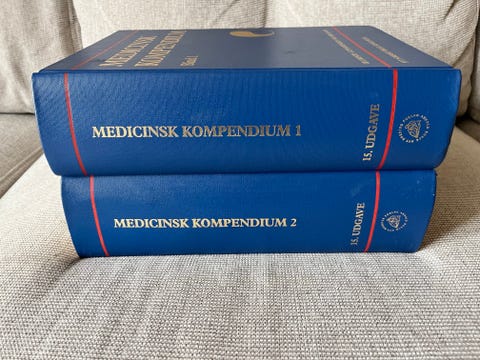 MEDICINSK
KOMPENDIUM
MEDICINSK KOMPENDIUM 1
15. UDGAVE
MEDICINSK KOMPENDIUM 2
15. UDGAVE